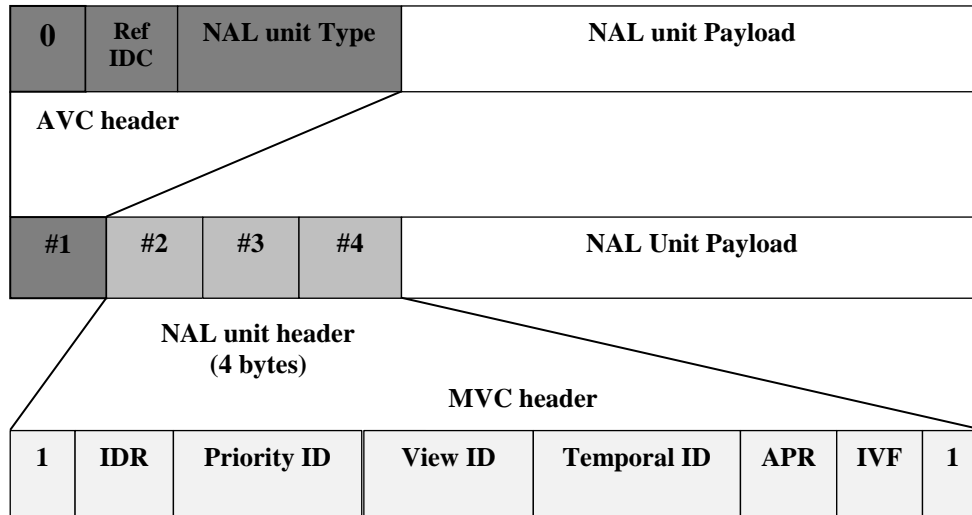 0 Ref IDC NAL unit Type NAL unit Payload
AVC header
#1 #2 #3 #4 NAL Unit Payload
NAL unit header
(4 bytes)
MVC header
1 IDR Priority ID View ID Temporal ID APR IVF 1